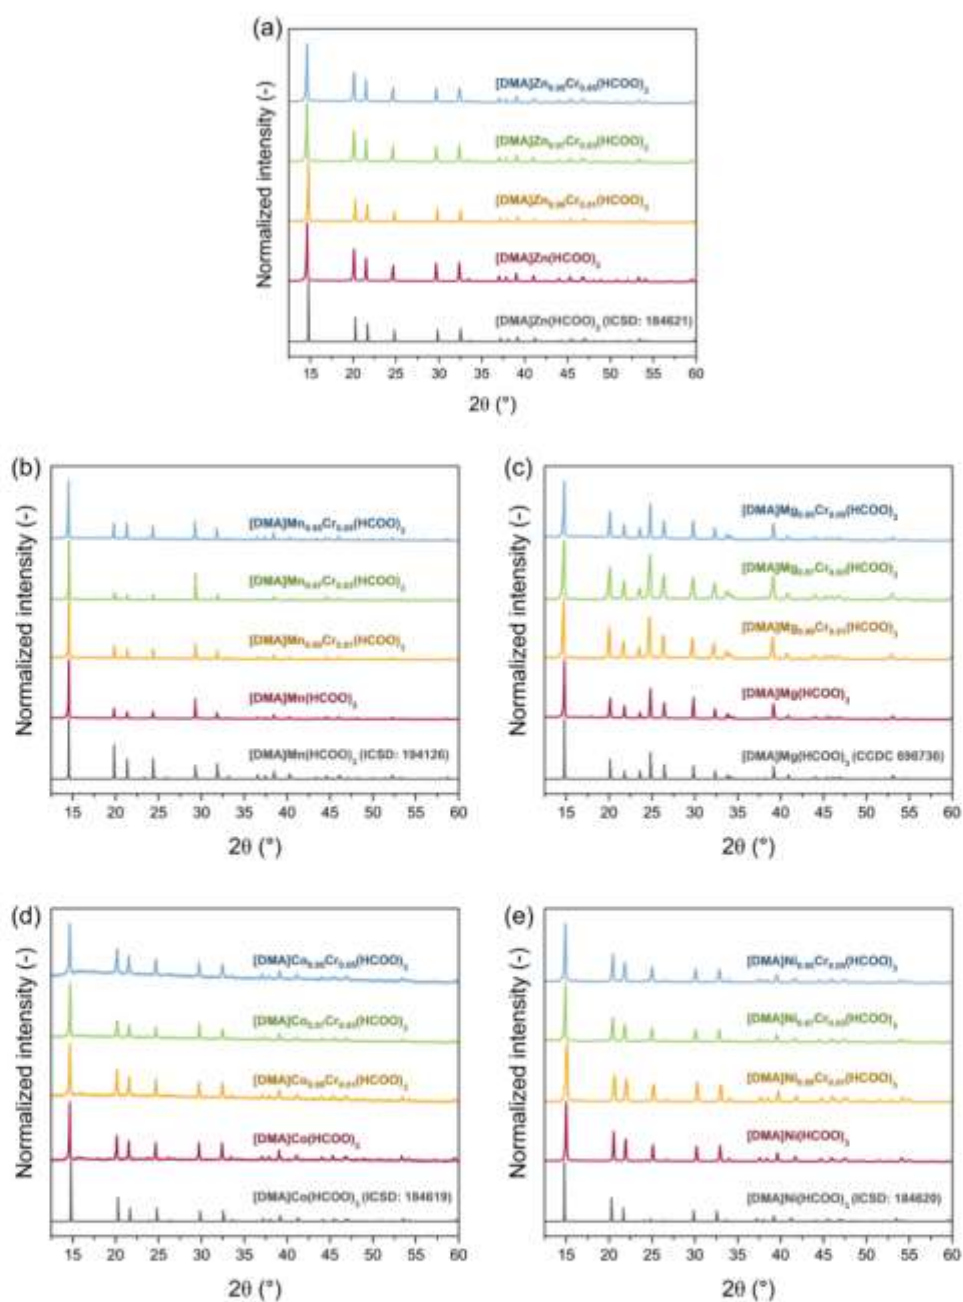 (a)
Normalized intensity (-)
[DMA]Zn0.95Cr0.05(HCOO)3
[DMA]Zn0.97Cr0.03(HCOO)3
[DMA]Zn0.99Cr0.01(HCOO)3
[DMA]Zn(HCOO)3
[DMA]Zn(HCOO)3 (ICSD: 184621)
15 20 25 30 35 40 45 50 55 60
2θ (°)
(b)
Normalized intensity (-)
[DMA]Mn0.95Cr0.05(HCOO)3
[DMA]Mn0.97Cr0.03(HCOO)3
[DMA]Mn0.99Cr0.01(HCOO)3
[DMA]Mn(HCOO)3
[DMA]Mn(HCOO)3 (ICSD: 194126)
15 20 25 30 35 40 45 50 55 60
2θ (°)
(c)
Normalized intensity (-)
[DMA]Mg0.95Cr0.05(HCOO)3
[DMA]Mg0.97Cr0.03(HCOO)3
[DMA]Mg0.99Cr0.01(HCOO)3
[DMA]Mg(HCOO)3
[DMA]Mg(HCOO)3 (CCDC 696736)
15 20 25 30 35 40 45 50 55 60
2θ (°)
(d)
Normalized intensity (-)
[DMA]Co0.95Cr0.05(HCOO)3
[DMA]Co0.97Cr0.03(HCOO)3
[DMA]Co0.99Cr0.01(HCOO)3
[DMA]Co(HCOO)3
[DMA]Co(HCOO)3 (ICSD: 184619)
15 20 25 30 35 40 45 50 55 60
2θ (°)
(e)
Normalized intensity (-)
[DMA]Ni0.95Cr0.05(HCOO)3
[DMA]Ni0.97Cr0.03(HCOO)3
[DMA]Ni0.99Cr0.01(HCOO)3
[DMA]Ni(HCOO)3
[DMA]Ni(HCOO)3 (ICSD: 184620)
15 20 25 30 35 40 45 50 55 60
2θ (°)